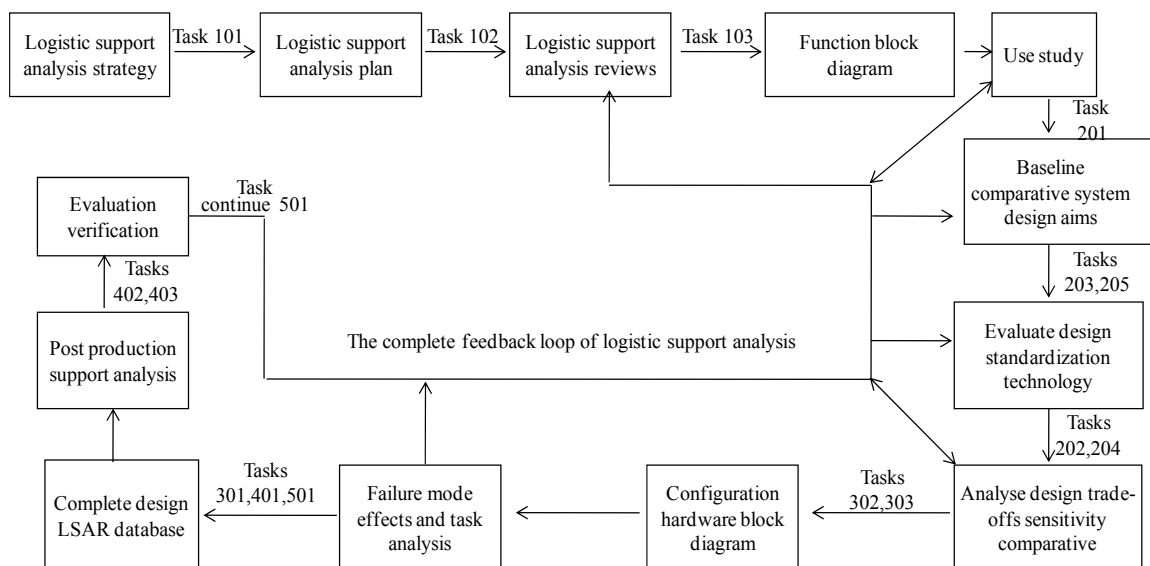 Logistic support
analysis strategy
Task 101
Logistic support
analysis plan
Task 102
Logistic support
analysis reviews
Task 103
Function block
diagram
Use study
Task
201
Baseline
comparative system
design aims
Tasks
203,205
Evaluate design
standardization
technology
Tasks
202,204
Analyse design trade-
offs sensitivity
comparative
Tasks
302,303
Configuration
hardware block
diagram
Failure mode
effects and task
analysis
Tasks
301,401,501
Complete design
LSAR database
Post production
support analysis
Tasks
402,403
Evaluation
verification
Task
continue 501
The complete feedback loop of logistic support analysis